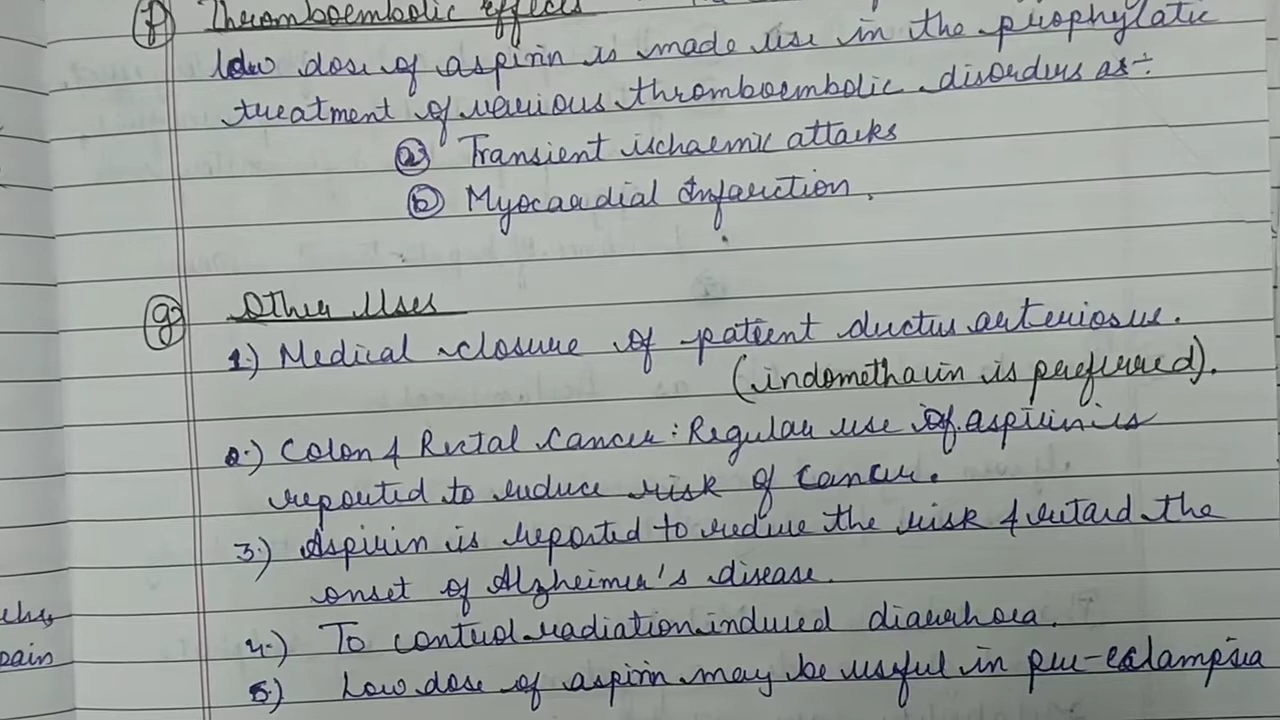 (f) Thromboembolic effects
low dose of aspirin is made use in the prophylatic
treatment of various thromboembolic disorders as÷
(a) Transient ischaemic attacks
(b) Myocardial Infarction.
(g) Other Uses
1.) Medical closure of patent ductus arteriosus.
(indomethacin is preferred).
2.) Colon & Rectal Cancer: Regular use of aspirin is
reported to reduce risk of Cancer.
3.) Aspirin is reported to reduce the risk & retard the
onset of Alzheimer's disease.
4.) To control radiation induced diarrhoea.
pain
5.) Low dose of aspirin may be useful in pre-eclampsia